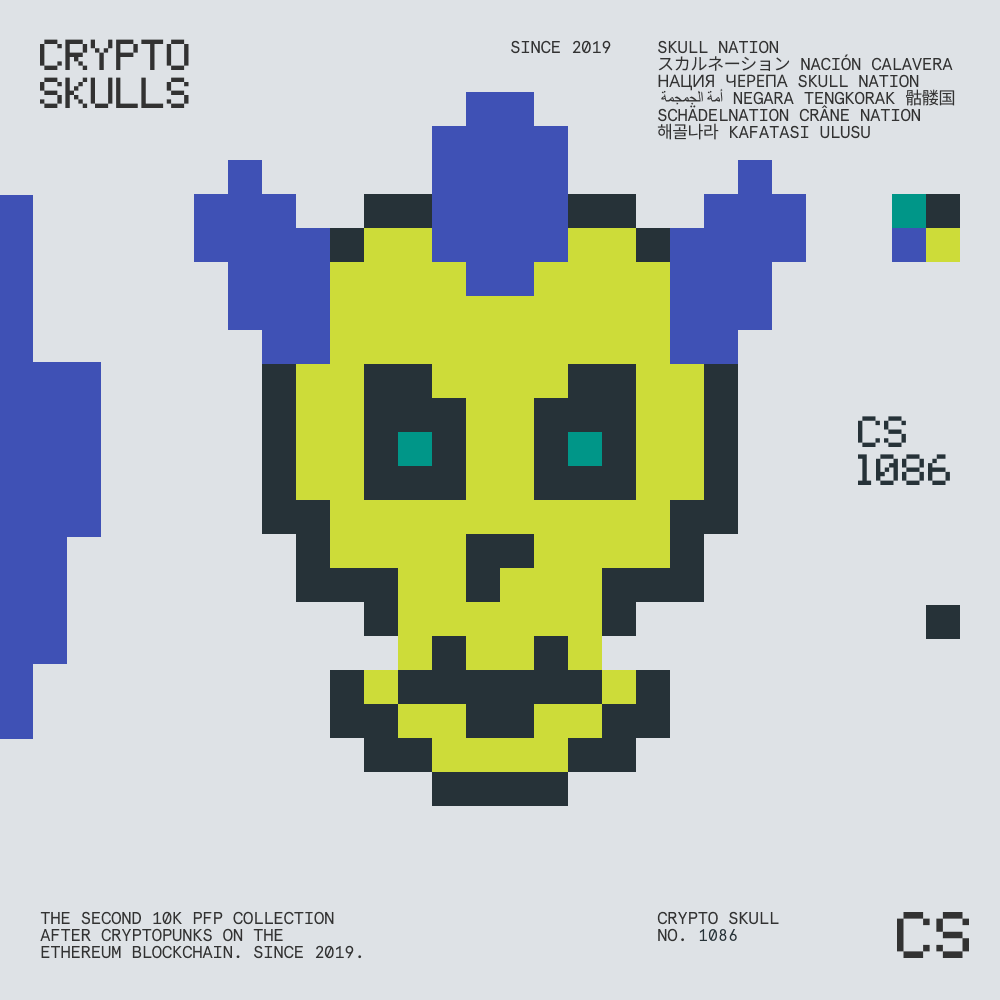 CRYPTO
SKULLS
SINCE 2019
SKULL NATION
スカルネーション NACIÓN CALAVERA
НАЦИЯ ЧЕРЕПА SKULL NATION
أمة الجمجمة NEGARA TENGKORAK 骷髅国
SCHÄDELNATION CRÂNE NATION
해골나라 KAFATASI ULUSU
CS
1086
THE SECOND 10K PFP COLLECTION
AFTER CRYPTOPUNKS ON THE
ETHEREUM BLOCKCHAIN. SINCE 2019.
CRYPTO SKULL
NO. 1086
CS